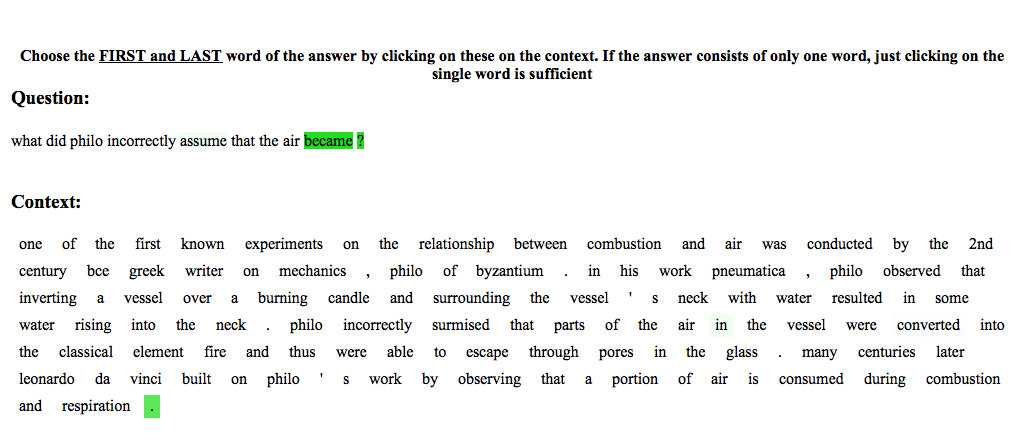 Choose the FIRST and LAST word of the answer by clicking on these on the context. If the answer consists of only one word, just clicking on the
single word is sufficient
Question:
what did philo incorrectly assume that the air became ?
Context:
one of the first known experiments on the relationship between combustion and air was conducted by the 2nd
century bce greek writer on mechanics , philo of byzantium . in his work pneumatica , philo observed that
inverting a vessel over a burning candle and surrounding the vessel ' s neck with water resulted in some
water rising into the neck . philo incorrectly surmised that parts of the air in the vessel were converted into
the classical element fire and thus were able to escape through pores in the glass . many centuries later
leonardo da vinci built on philo ' s work by observing that a portion of air is consumed during combustion
and respiration .